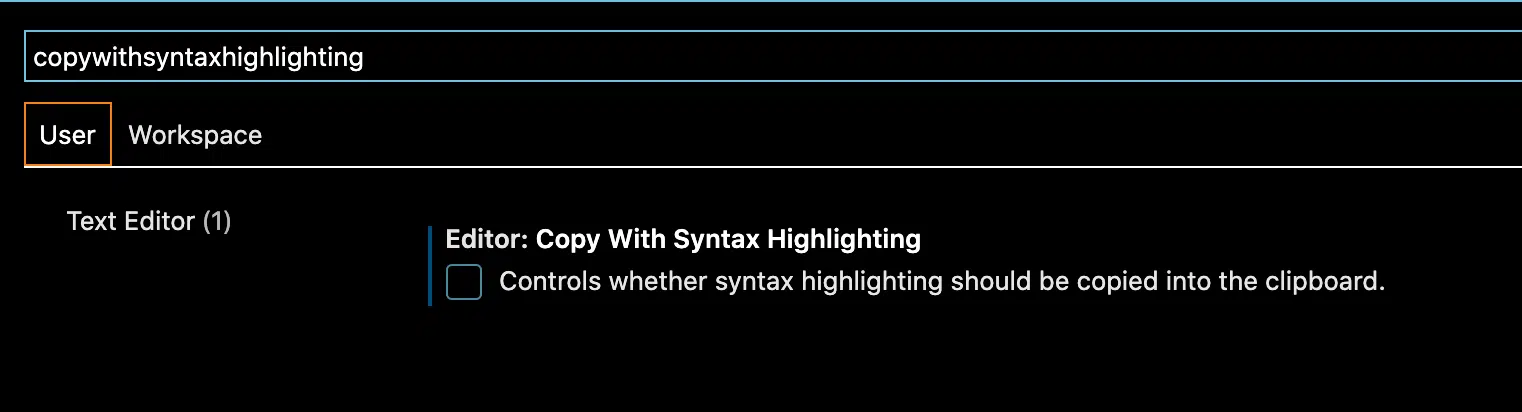 copywithsyntaxhighlighting
User Workspace
Text Editor (1)
Editor: Copy With Syntax Highlighting
Controls whether syntax highlighting should be copied into the clipboard.